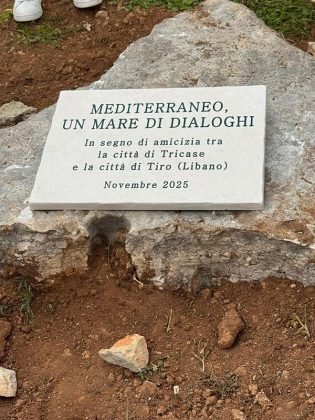 MEDITERRANEO,
UN MARE DI DIALOGHI
In segno di amicizia tra
la città di Tricase
e la città di Tiro (Libano)
Novembre 2025